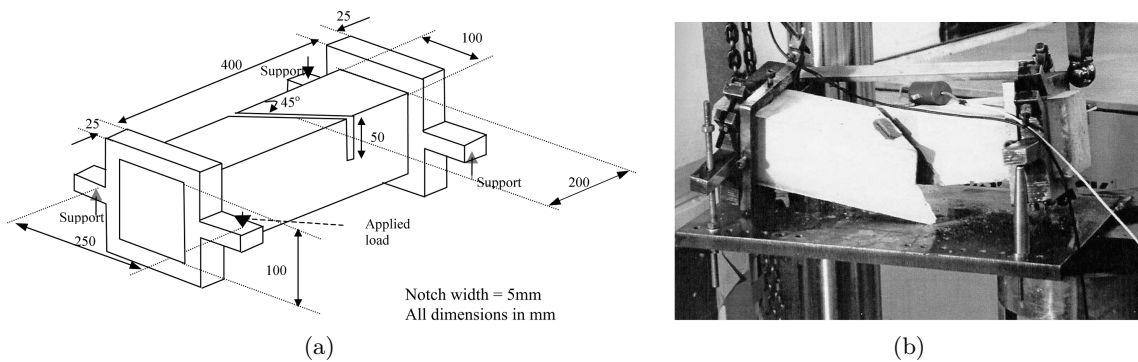 25
100
400
Support
45°
25
50
Support
200
Support
Applied
load
250
100
Notch width = 5mm
All dimensions in mm
(a)
(b)